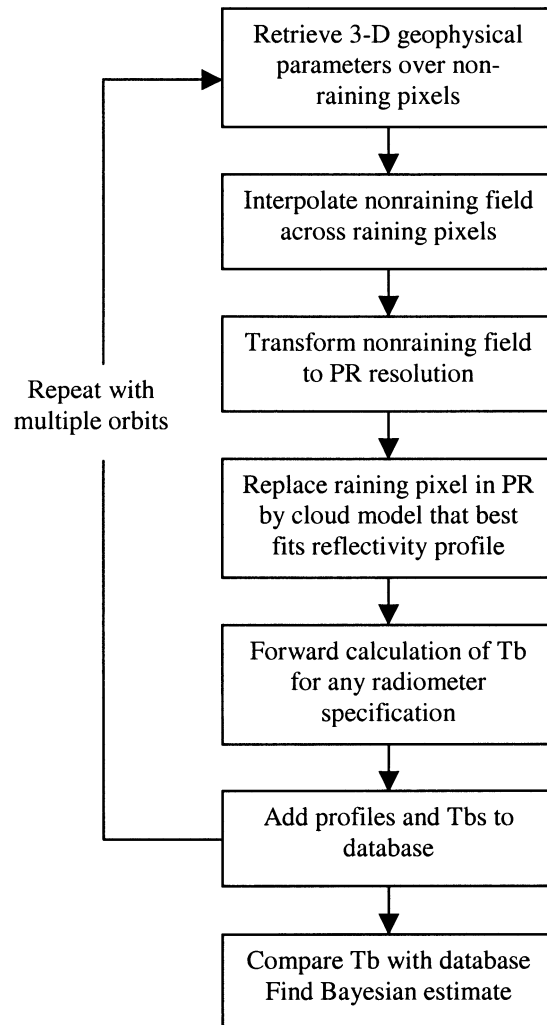 Retrieve 3-D geophysical
parameters over non-
raining pixels
Interpolate nonraining field
across raining pixels
Transform nonraining field
to PR resolution
Repeat with
multiple orbits
Replace raining pixel in PR
by cloud model that best
fits reflectivity profile
Forward calculation of Tb
for any radiometer
specification
Add profiles and Tbs to
database
Compare Tb with database
Find Bayesian estimate